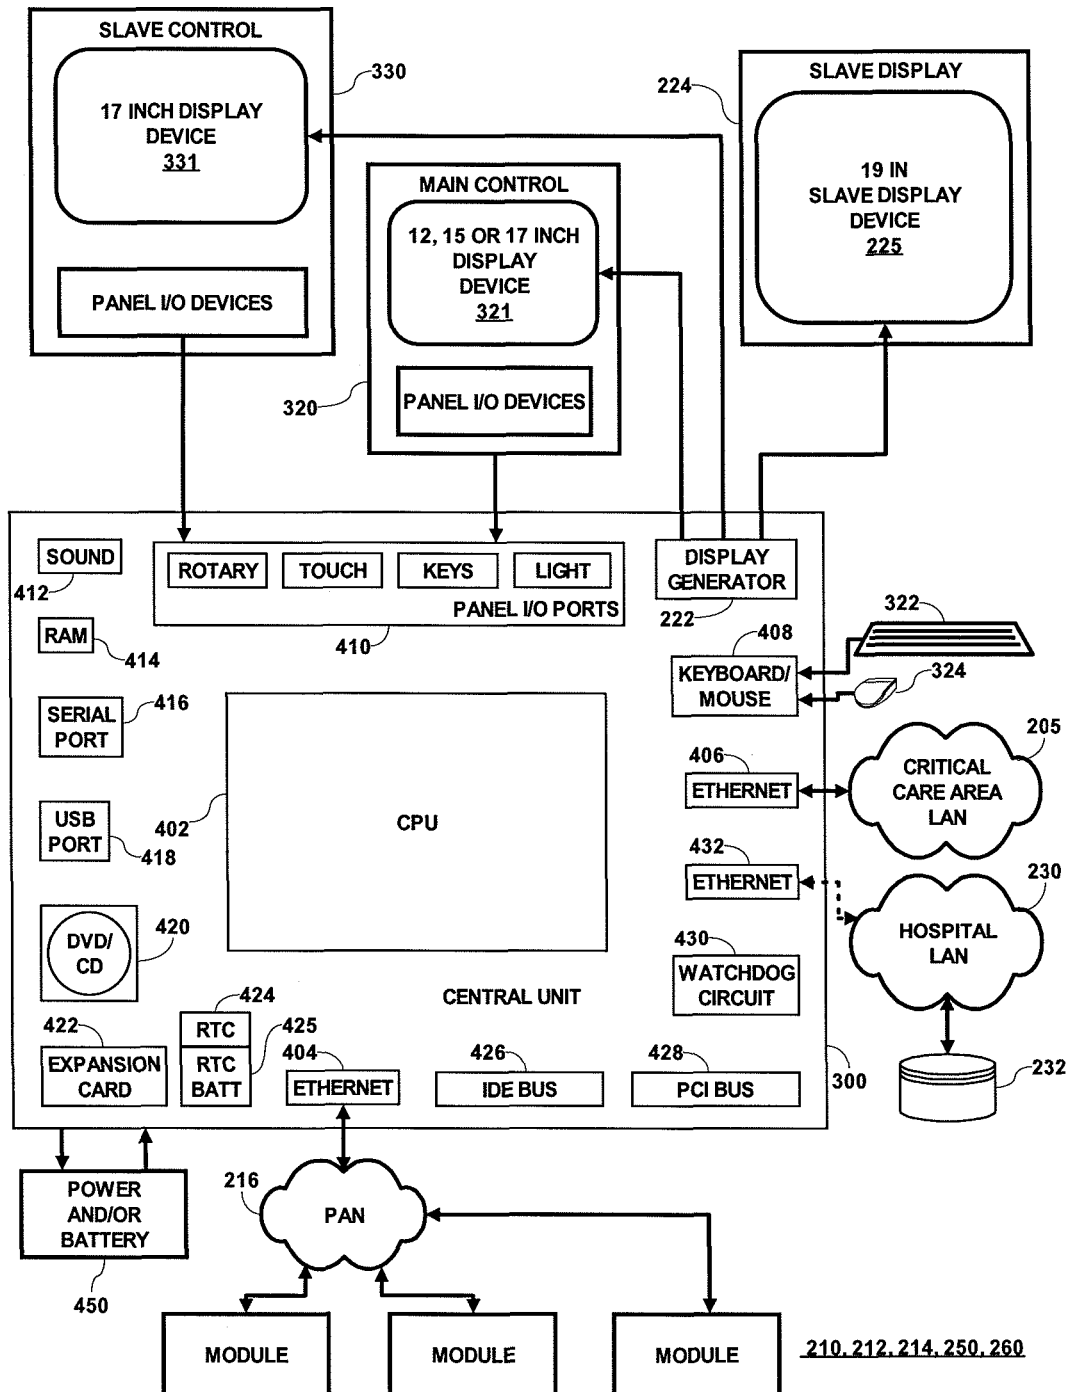 SLAVE CONTROL
17 INCH DISPLAY
DEVICE
331
PANEL I/O DEVICES
330
MAIN CONTROL
12, 15 OR 17 INCH
DISPLAY
DEVICE
321
PANEL I/O DEVICES
320
SLAVE DISPLAY
224
19 IN
SLAVE DISPLAY
DEVICE
225
SOUND
412
ROTARY
TOUCH
KEYS
LIGHT
PANEL I/O PORTS
410
DISPLAY
GENERATOR
222
RAM
414
408
KEYBOARD/
MOUSE
322
324
SERIAL
PORT
416
CPU
402
406
ETHERNET
205
CRITICAL
CARE AREA
LAN
USB
PORT
418
432
ETHERNET
230
HOSPITAL
LAN
DVD/
CD
420
430
WATCHDOG
CIRCUIT
CENTRAL UNIT
424
RTC
425
RTC
BATT
422
EXPANSION
CARD
404
ETHERNET
426
IDE BUS
428
PCI BUS
300
232
POWER
AND/OR
BATTERY
450
216
PAN
MODULE
MODULE
MODULE
210, 212, 214, 250, 260